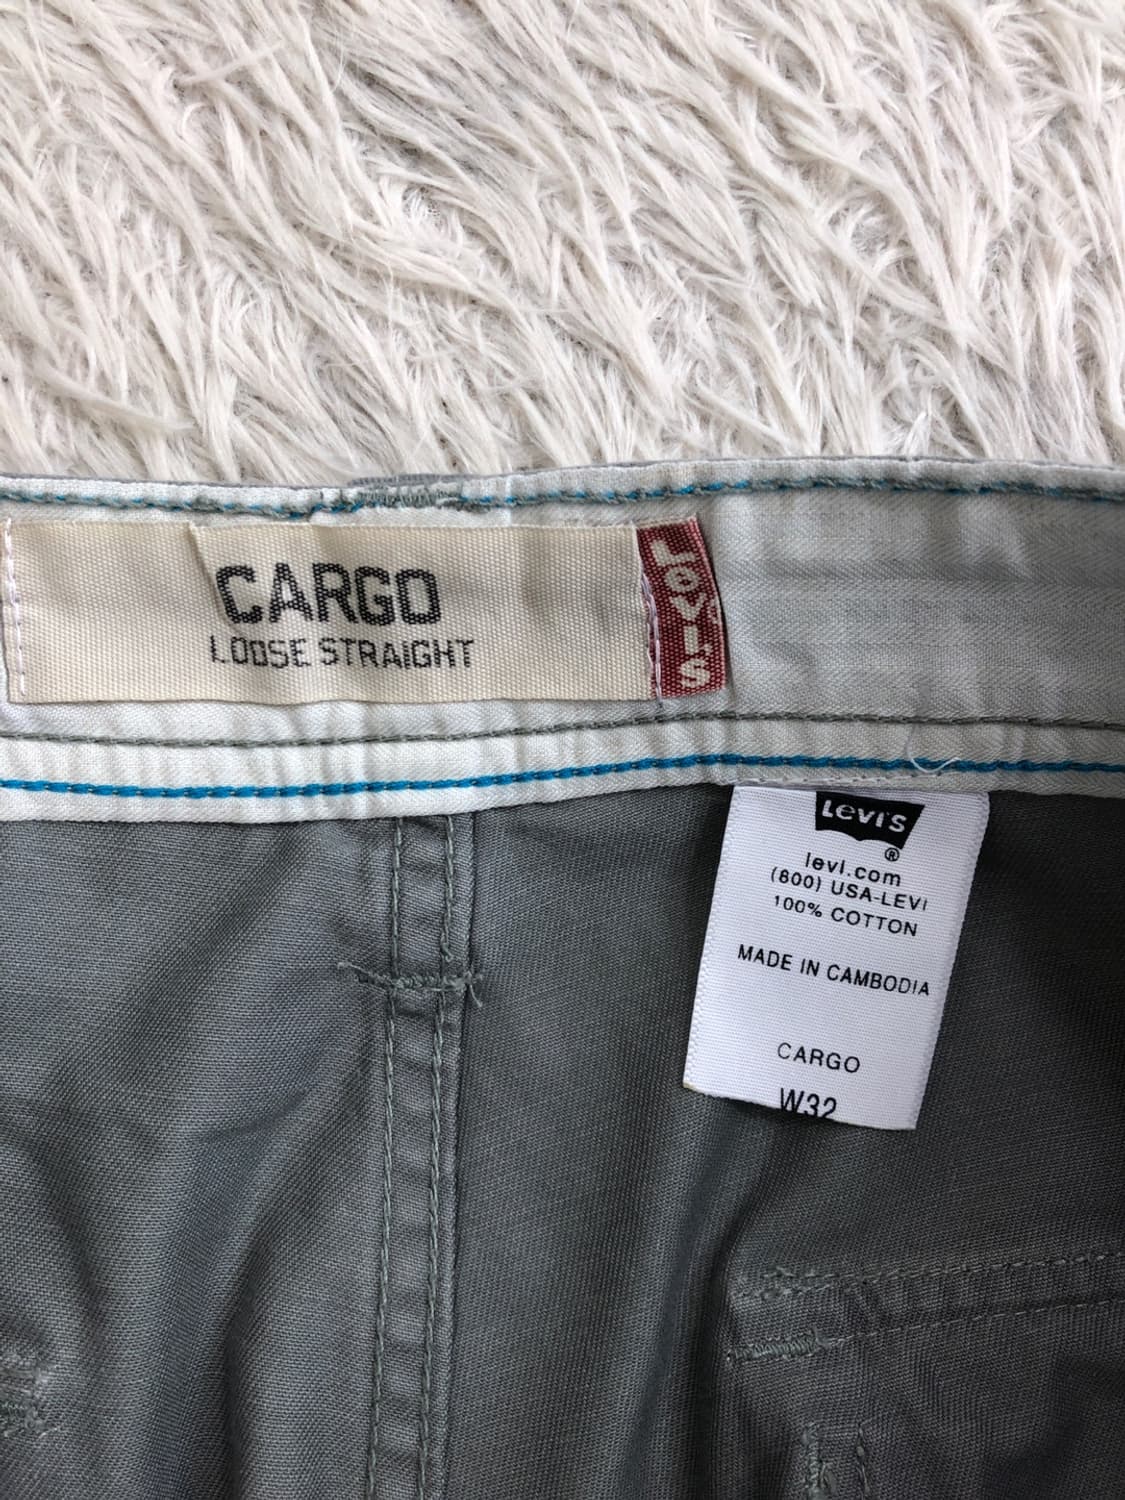 CARGO
LOOSE STRAIGHT
LEVI'S
LEVI'S
®
levi.com
(800) USA-LEVI
100% COTTON
MADE IN CAMBODIA
CARGO
W32